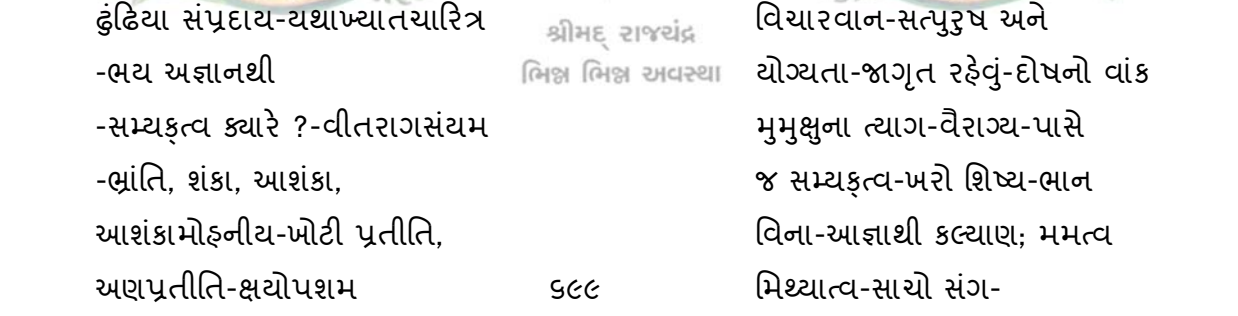 ઢુંઢિયા સંપ્રદાય-યથાખ્યાતચારિત્ર
-ભય અજ્ઞાનથી
-સમ્યક્ત્વ ક્યારે ?-વીતરાગસંયમ
-ભ્રાંતિ, શંકા, આશંકા,
આશંકામોહનીય-ખોટી પ્રતીતિ,
અણપ્રતીતિ-ક્ષયોપશમ ૬૯૯
શ્રીમદ્ રાજચંદ્ર
ભિન્ન ભિન્ન અવસ્થા
વિચારવાન-સત્પુરુષ અને
યોગ્યતા-જાગૃત રહેવું-દોષનો વાંક
મુમુક્ષુના ત્યાગ-વૈરાગ્ય-પાસે
જ સમ્યક્ત્વ-ખરો શિષ્ય-ભાન
વિના-આજ્ઞાથી કલ્યાણ; મમત્વ
મિથ્યાત્વ-સાચો સંગ-